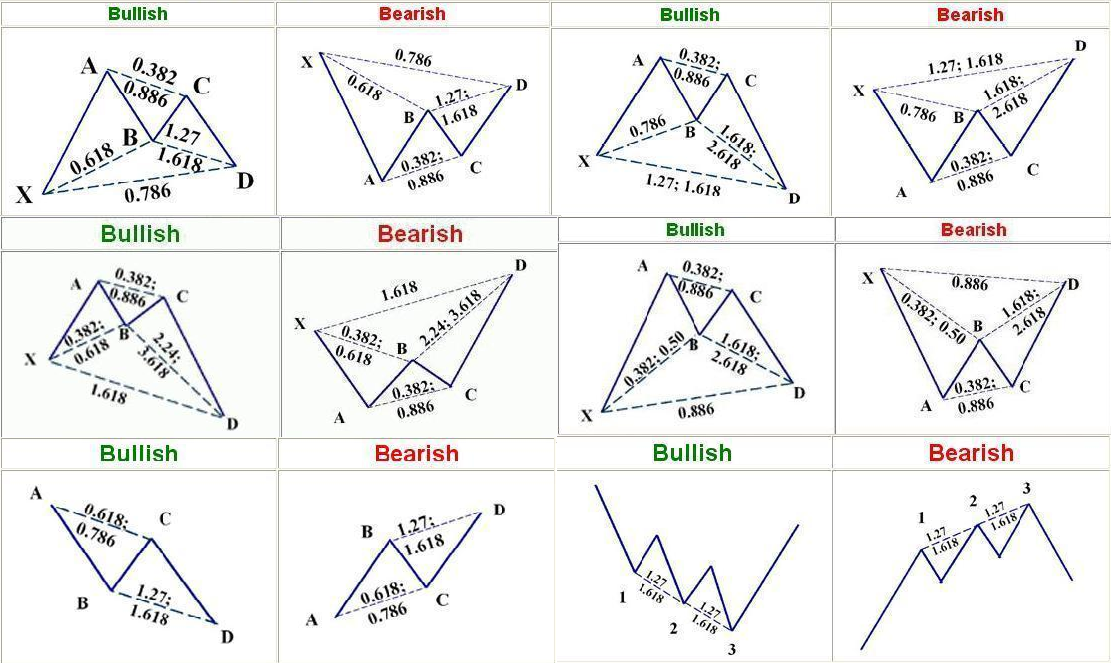 Bullish
Bearish
Bullish
Bearish
A
0.382
0.886
C
B
1.27
1.618
0.618
X
0.786
D
X
0.786
0.618
D
B
1.27;
1.618
0.382;
0.886
A
C
A
0.382;
0.886
C
0.786
B
1.618;
2.618
X
1.27; 1.618
D
D
1.27; 1.618
X
0.786
B
1.618;
2.618
0.382;
0.886
A
C
Bullish
Bearish
Bullish
Bearish
A
0.382;
0.886
C
0.382;
0.618
B
2.24;
3.618
X
1.618
D
D
1.618
X
0.382;
0.618
B
2.24; 3.618
0.382;
0.886
A
C
A
0.382;
0.886
C
0.382; 0.50
B
1.618;
2.618
X
0.886
D
X
0.886
D
0.382; 0.50
B
1.618;
2.618
0.382;
0.886
A
C
Bullish
Bearish
Bullish
Bearish
A
0.618;
0.786
C
B
1.27;
1.618
D
D
B
1.27;
1.618
0.618;
0.786
A
C
1
1.27
1.618
2
1.27
1.618
3
3
2
1.27
1.618
1
1.27
1.618